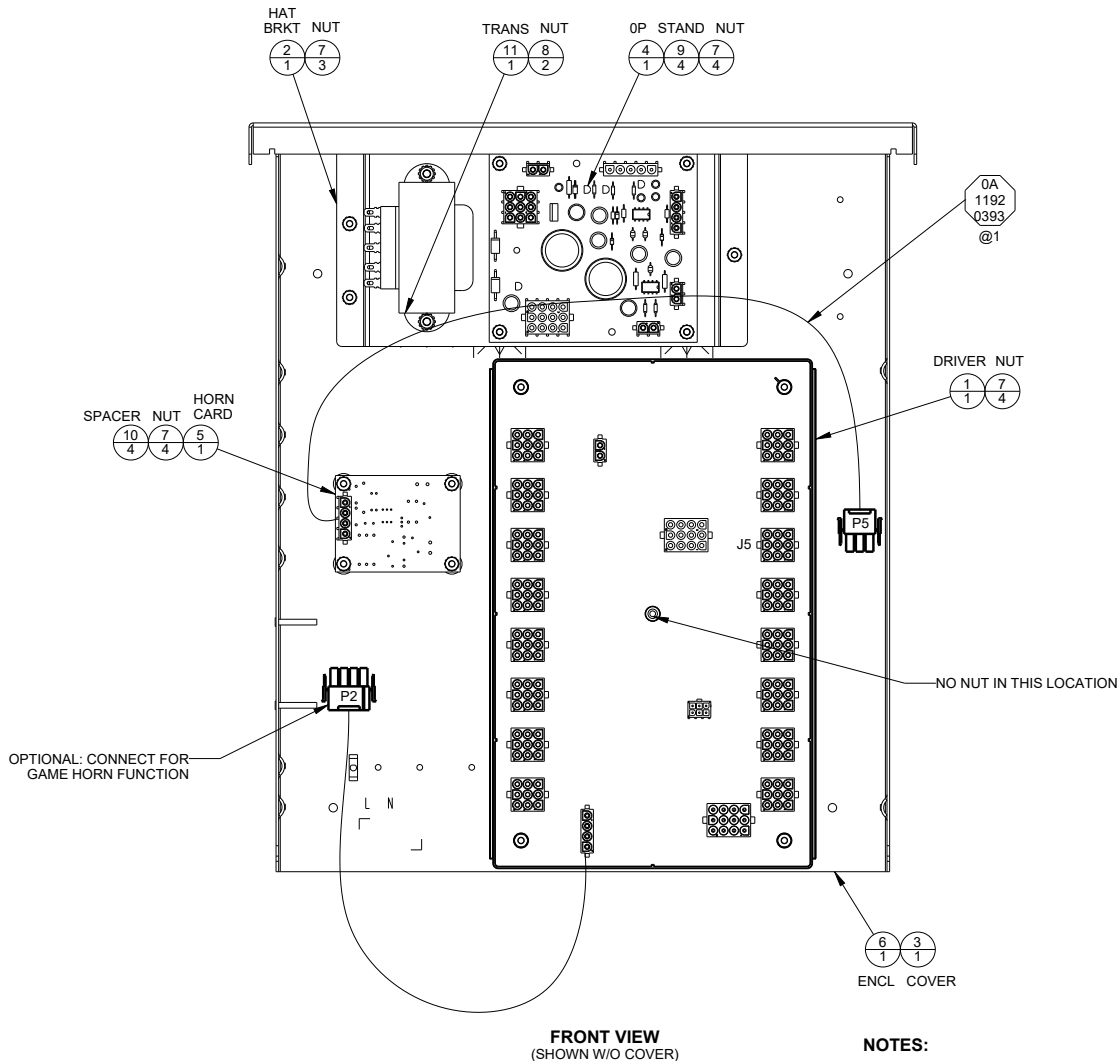 HAT
BRKT NUT
2 7
1 3
TRANS NUT
11 8
1 2
0P STAND NUT
4 9 7
1 4 4
0A
1192
0393
@1
DRIVER NUT
1 7
1 4
HORN
SPACER NUT CARD
10 7 5
4 4 1
P5
J5
NO NUT IN THIS LOCATION
P2
OPTIONAL: CONNECT FOR
GAME HORN FUNCTION
L N
6 3
1 1
ENCL COVER
FRONT VIEW
(SHOWN W/O COVER)
NOTES: